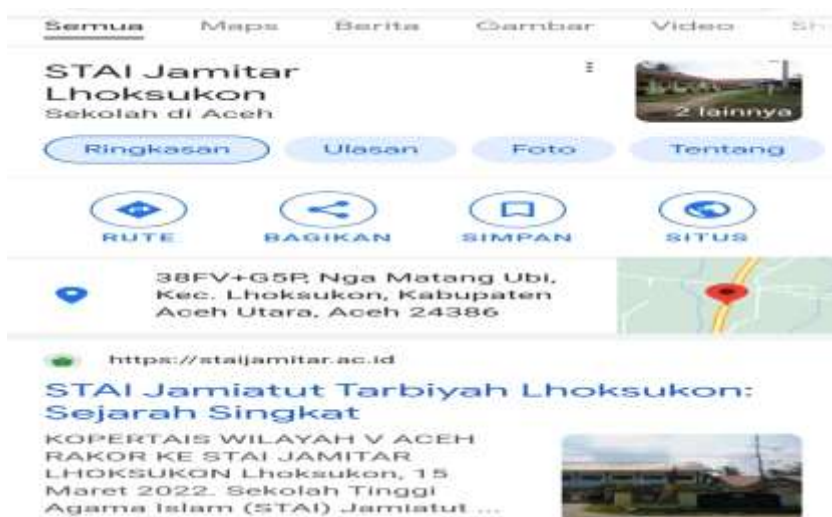 Semua Maps Berita Gambar Video Sh
STAI Jamitar
Lhoksukon
Sekolah di Aceh
2 lainnya
Ringkasan Ulasan Foto Tentang
RUTE BAGIKAN SIMPAN SITUS
38FV+G5P, Nga Matang Ubi,
Kec. Lhoksukon, Kabupaten
Aceh Utara, Aceh 24386
https://staijamitar.ac.id
STAI Jamiatut Tarbiyah Lhoksukon:
Sejarah Singkat
KOPERTAIS WILAYAH V ACEH
RAKOR KE STAI JAMITAR
LHOKSUKON Lhoksukon, 15
Maret 2022. Sekolah Tinggi
Agama Islam (STAI) Jamiatut ...